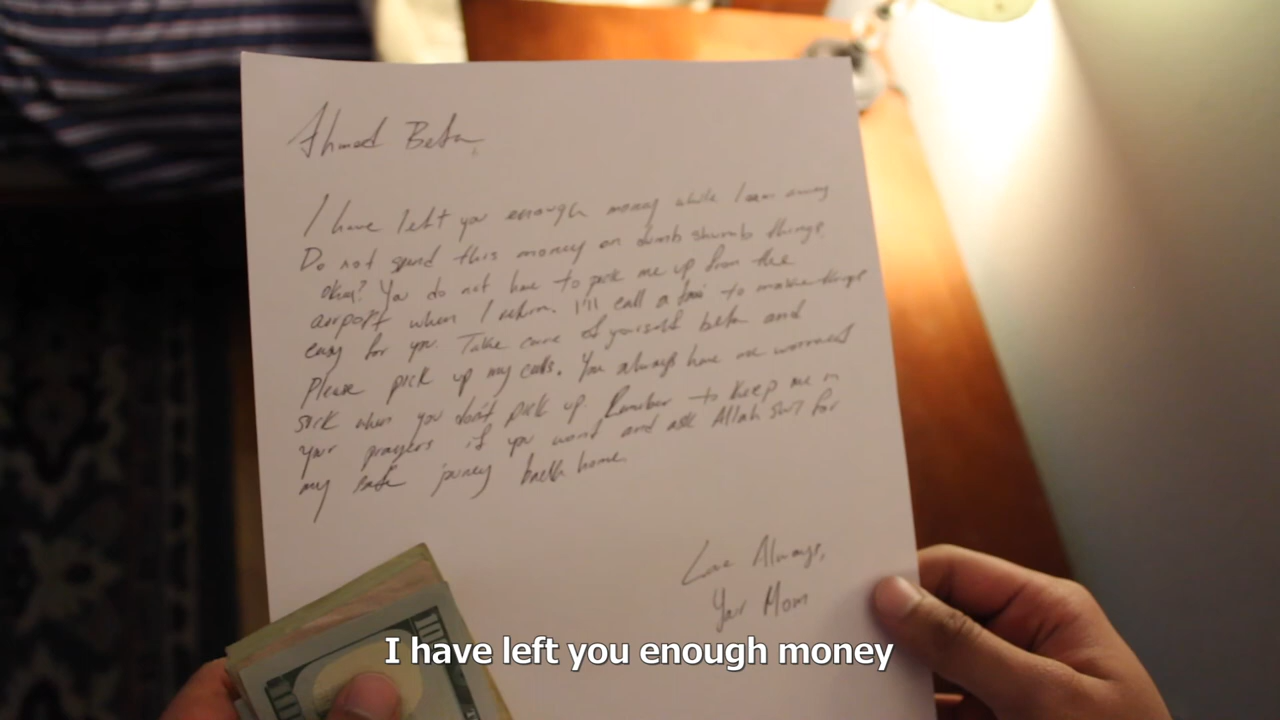 Ahmed Beta
I have left you enough money while I am away
Do not spend this money on dumb shumb things,
okay? You do not have to pick me up from the
airport when I return. I'll call a taxi to make things
easy for you. Take care of yourself beta and
Please pick up my calls. You always have me worried
sick when you don't pick up. Remember to keep me in
your prayers if you want and ask Allah swt for
my safe journey back home.
Love Always,
Your Mom
I have left you enough money